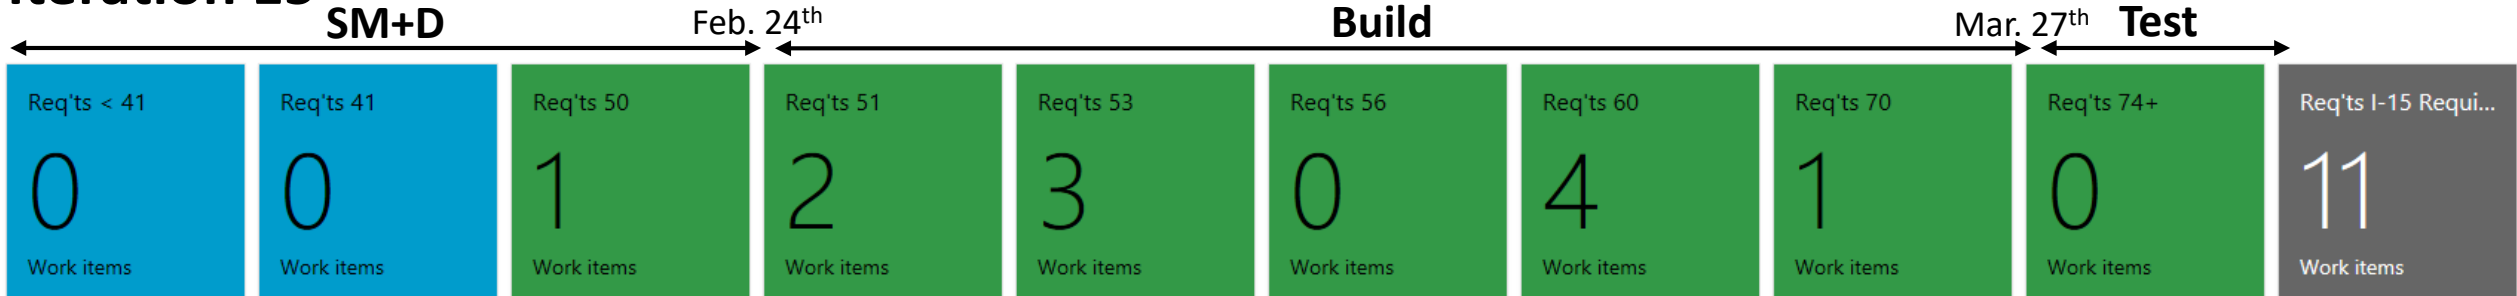 SM+D
Feb. 24th
Build
Mar. 27th
Test
Req'ts < 41
0
Work items
Req'ts 41
0
Work items
Req'ts 50
1
Work items
Req'ts 51
2
Work items
Req'ts 53
3
Work items
Req'ts 56
0
Work items
Req'ts 60
4
Work items
Req'ts 70
1
Work items
Req'ts 74+
0
Work items
Req'ts I-15 Requi...
11
Work items